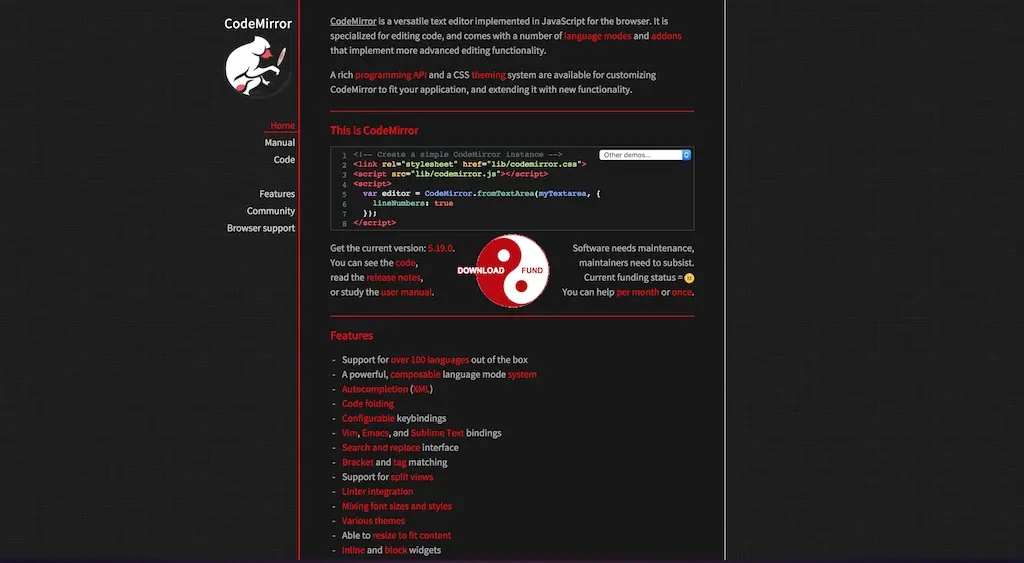 CodeMirror
Home
Manual
Code
Features
Community
Browser support
CodeMirror is a versatile text editor implemented in JavaScript for the browser. It is
specialized for editing code, and comes with a number of language modes and addons
that implement more advanced editing functionality.
A rich programming API and a CSS theming system are available for customizing
CodeMirror to fit your application, and extending it with new functionality.
This is CodeMirror
Other demos...
1 <!-- Create a simple CodeMirror instance -->
2 <link rel="stylesheet" href="lib/codemirror.css">
3 <script src="lib/codemirror.js"></script>
4 <script>
5   var editor = CodeMirror.fromTextArea(myTextarea, {
6     lineNumbers: true
7   });
8 </script>
Get the current version: 5.19.0.
You can see the code,
read the release notes,
or study the user manual.
DOWNLOAD
FUND
Software needs maintenance,
maintainers need to subsist.
Current funding status = 🙂
You can help per month or once.
Features
- Support for over 100 languages out of the box
- A powerful, composable language mode system
- Autocompletion (XML)
- Code folding
- Configurable keybindings
- Vim, Emacs, and Sublime Text bindings
- Search and replace interface
- Bracket and tag matching
- Support for split views
- Linter integration
- Mixing font sizes and styles
- Various themes
- Able to resize to fit content
- Inline and block widgets